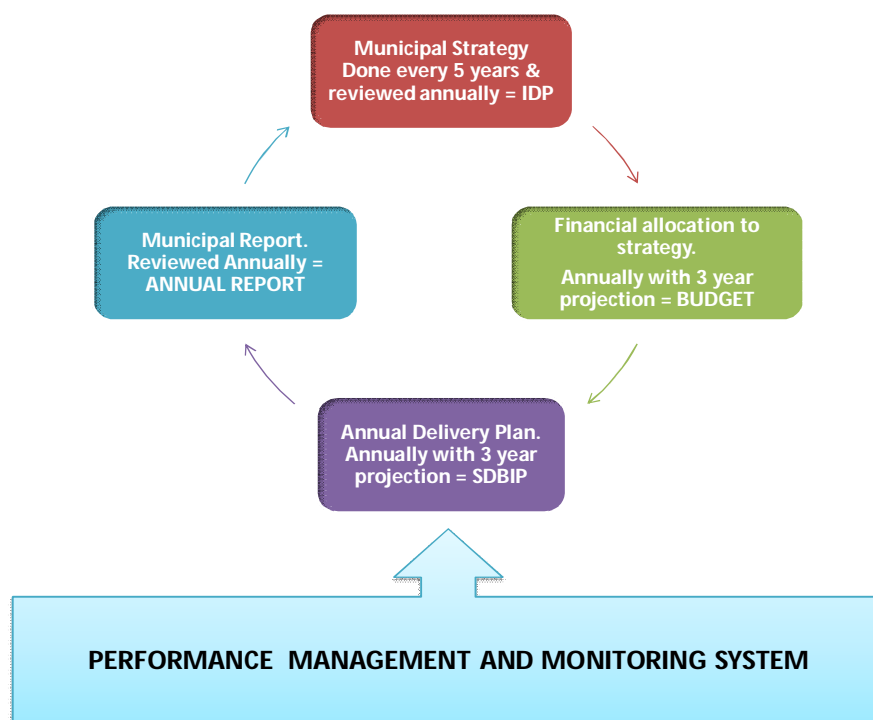 Municipal Strategy
Done every 5 years &
reviewed annually = IDP
Financial allocation to
strategy.
Annually with 3 year
projection = BUDGET
Annual Delivery Plan.
Annually with 3 year
projection = SDBIP
Municipal Report.
Reviewed Annually =
ANNUAL REPORT
PERFORMANCE MANAGEMENT AND MONITORING SYSTEM